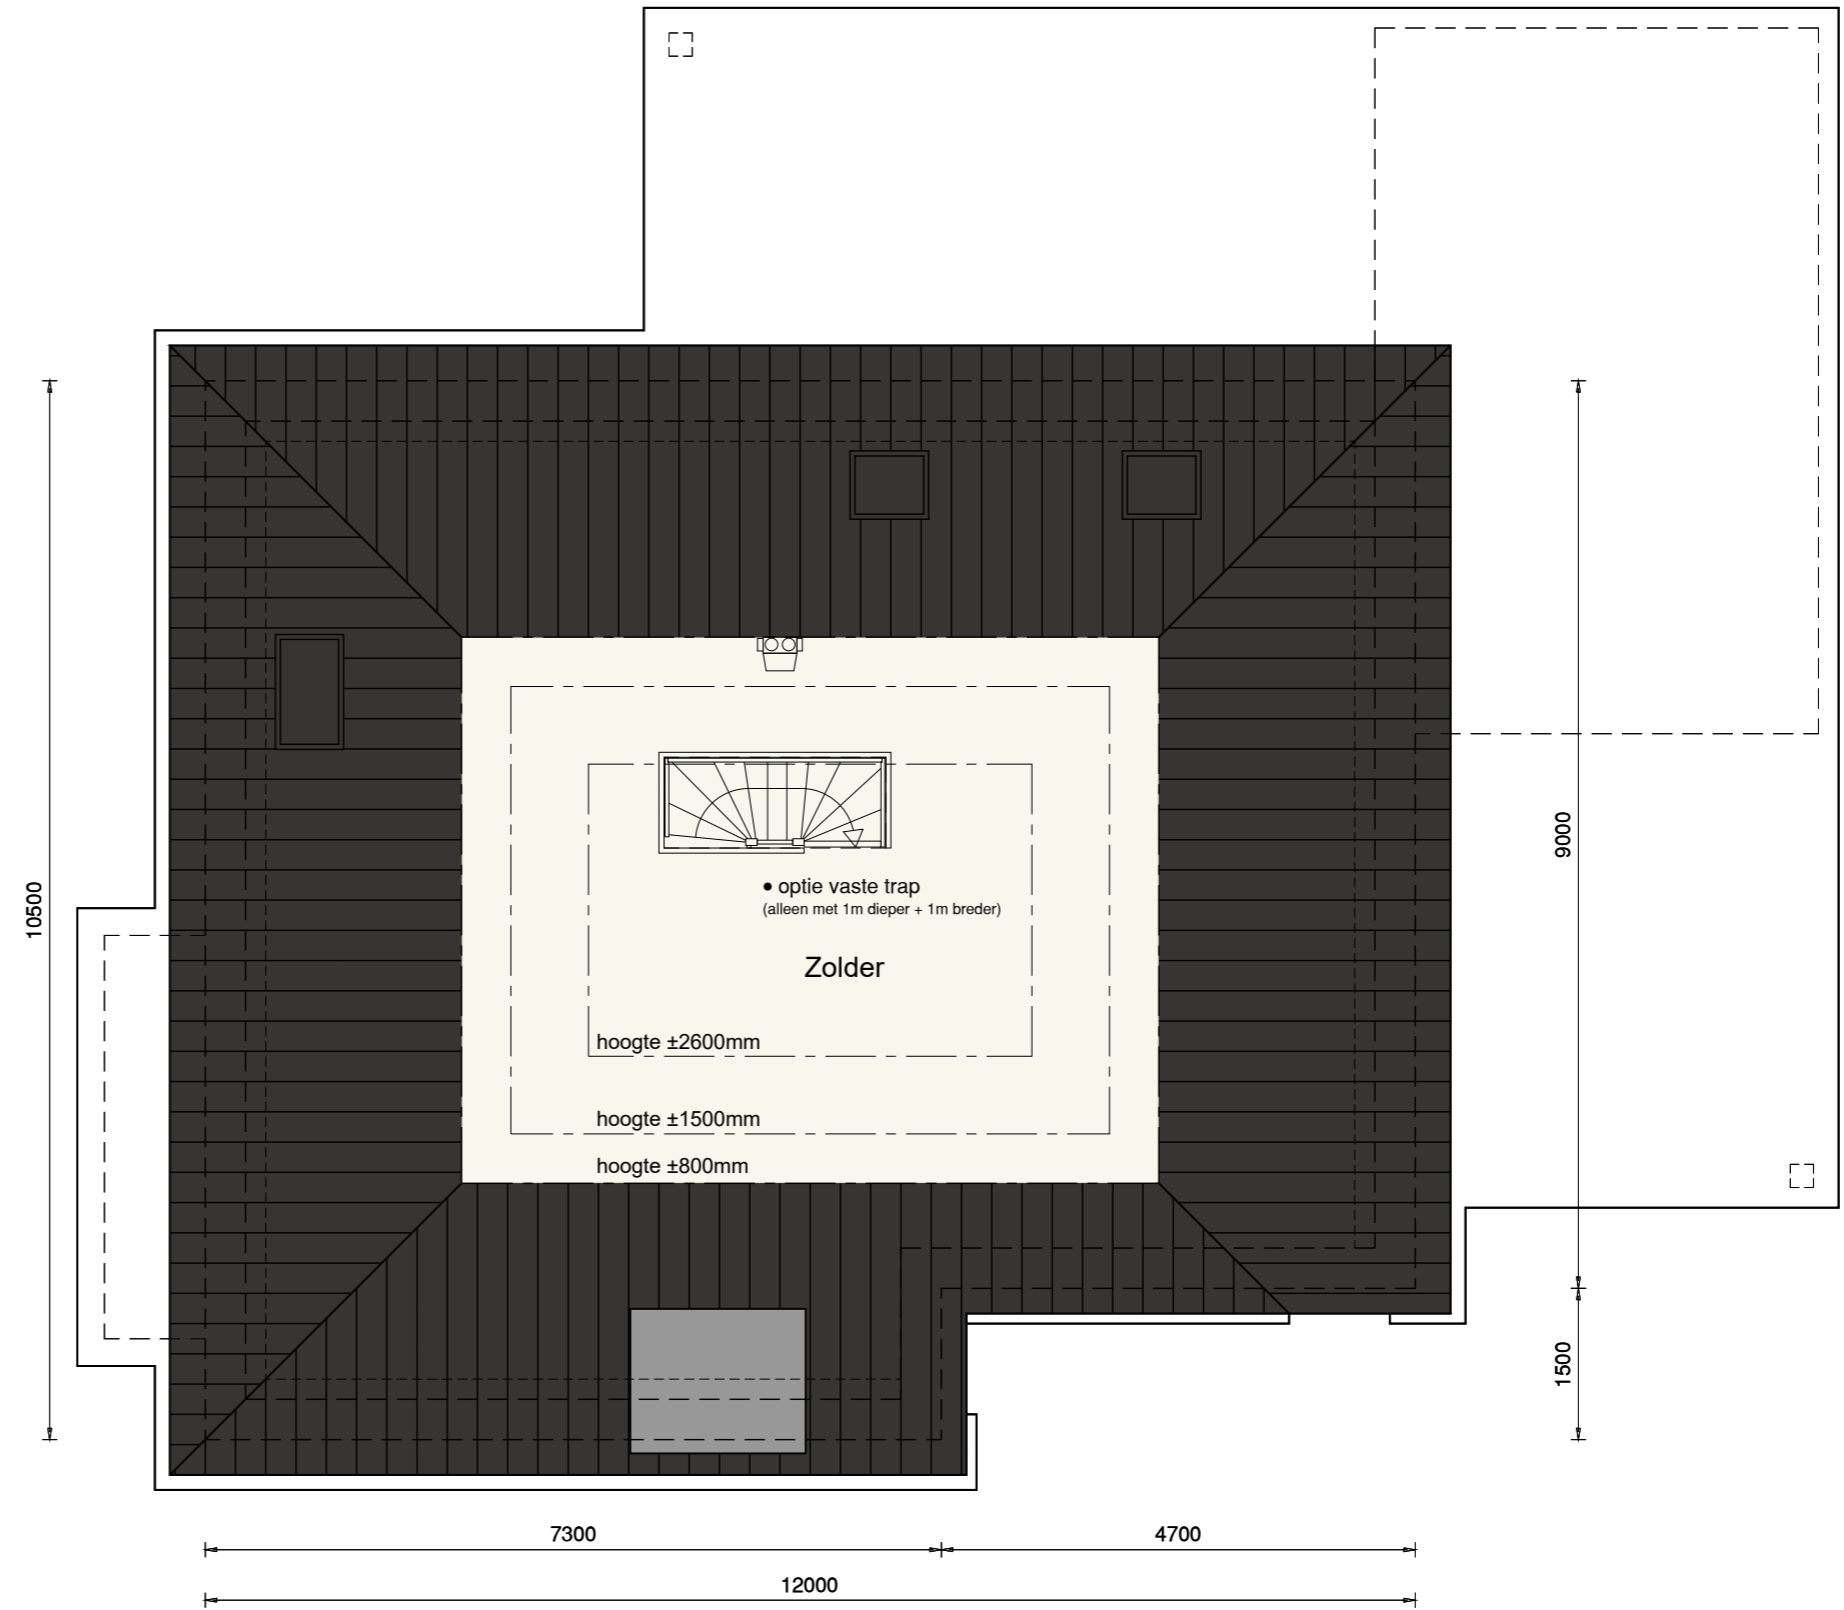 10500
9000
• optie vaste trap
(alleen met 1m dieper + 1m breder)
Zolder
hoogte ±2600mm
hoogte ±1500mm
hoogte ±800mm
1500
7300
4700
12000